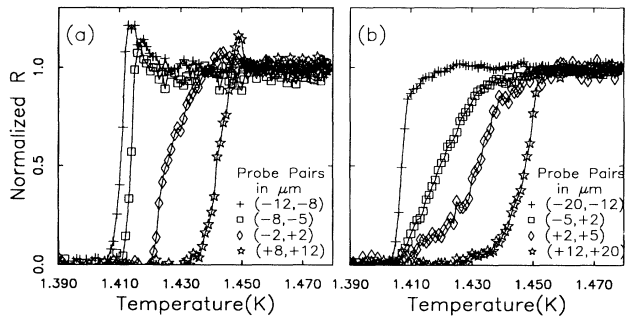 (a)
(b)
Normalized R
1.0
0.5
0.0
Probe Pairs
in μm
(−12,−8)
(−8,−5)
(−2,+2)
(+8,+12)
Probe Pairs
in μm
(−20,−12)
(−5,+2)
(+2,+5)
(+12,+20)
1.390 1.410 1.430 1.450 1.470
1.390 1.410 1.430 1.450 1.470
Temperature(K)
Temperature(K)